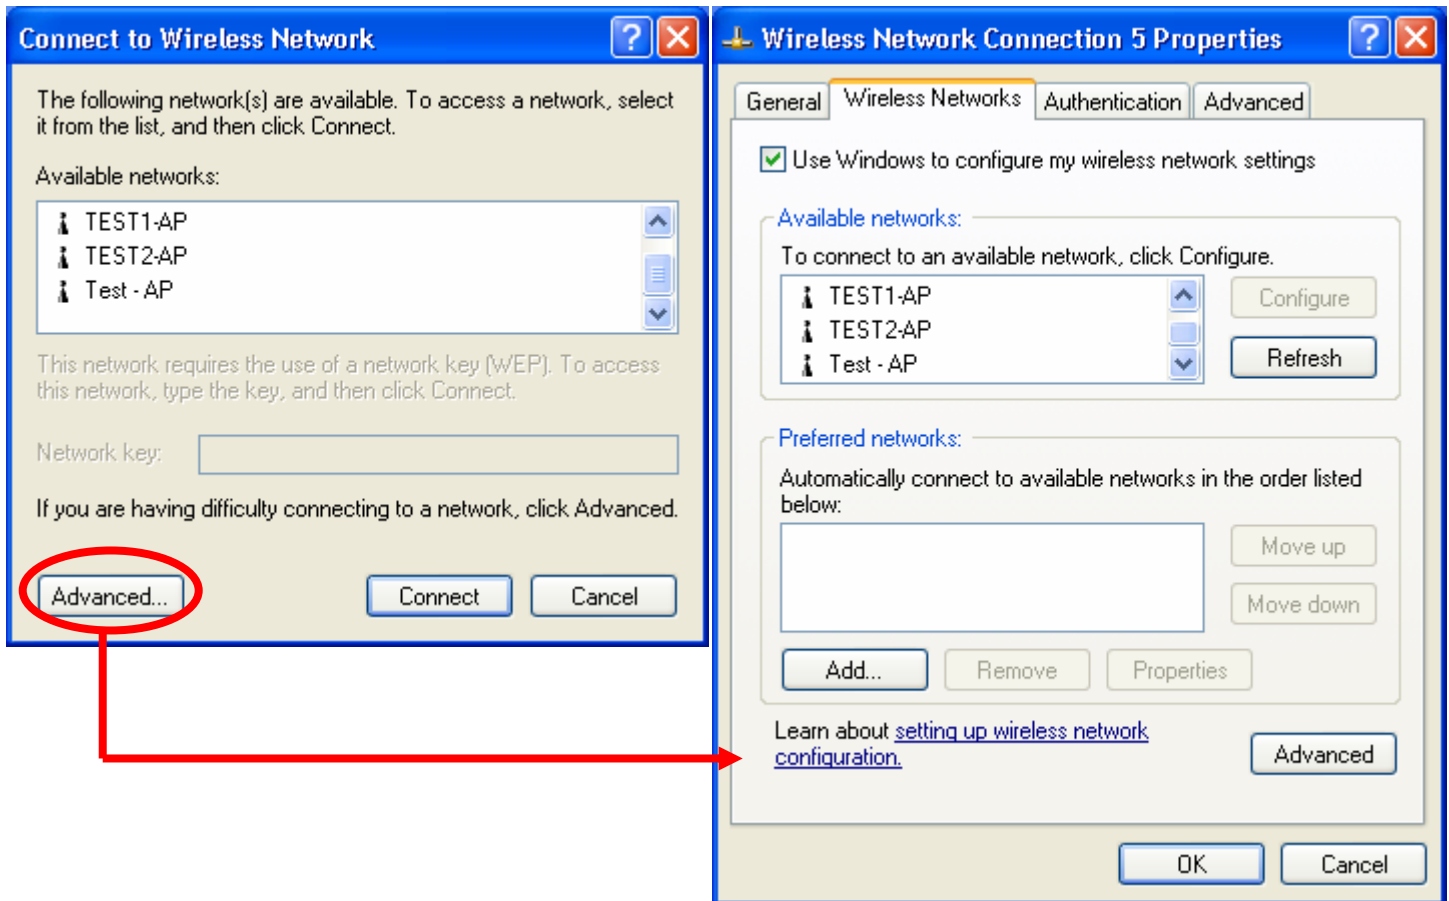 Connect to Wireless Network
The following network(s) are available. To access a network, select
it from the list, and then click Connect.
Available networks:
TEST1-AP
TEST2-AP
Test - AP
This network requires the use of a network key (WEP). To access
this network, type the key, and then click Connect.
Network key:
If you are having difficulty connecting to a network, click Advanced.
Advanced...
Connect
Cancel
Wireless Network Connection 5 Properties
General
Wireless Networks
Authentication
Advanced
Use Windows to configure my wireless network settings
Available networks:
To connect to an available network, click Configure.
TEST1-AP
TEST2-AP
Test - AP
Configure
Refresh
Preferred networks:
Automatically connect to available networks in the order listed
below:
Move up
Move down
Add...
Remove
Properties
Learn about setting up wireless network
configuration.
Advanced
OK
Cancel